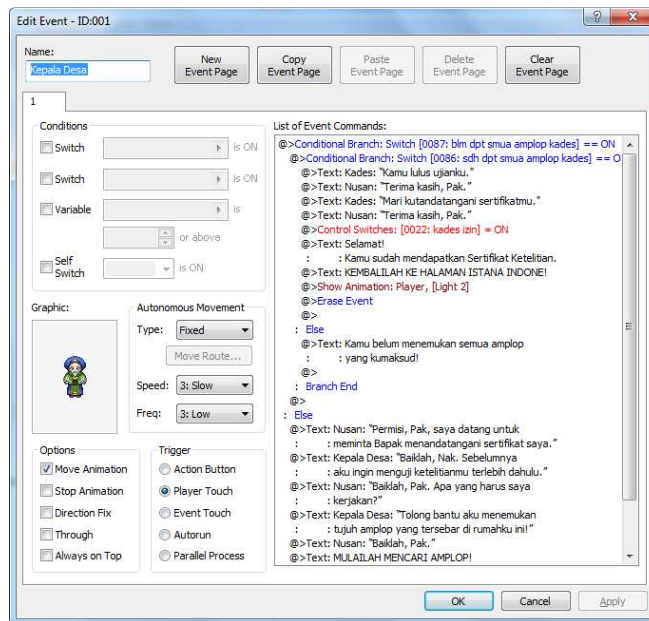 Edit Event - ID:001
Name:
Kepala Desa
New
Event Page
Copy
Event Page
Paste
Event Page
Delete
Event Page
Clear
Event Page
1
Conditions
Switch is ON
Switch is ON
Variable is
or above
Self
Switch is ON
Graphic:
Autonomous Movement
Type: Fixed
Move Route...
Speed: 3: Slow
Freq: 3: Low
Options
Move Animation
Stop Animation
Direction Fix
Through
Always on Top
Trigger
Action Button
Player Touch
Event Touch
Autorun
Parallel Process
List of Event Commands:
@>Conditional Branch: Switch [0087: blm dpt smua amplop kades] == ON
@>Conditional Branch: Switch [0086: sdh dpt smua amplop kades] == O
@>Text: Kades: "Kamu lulus ujianku."
@>Text: Nusan: "Terima kasih, Pak."
@>Text: Kades: "Mari kutandatangani sertifikatmu."
@>Text: Nusan: "Terima kasih, Pak."
@>Control Switches: [0022: kades izin] = ON
@>Text: Selamat!
: : Kamu sudah mendapatkan Sertifikat Ketelitian.
@>Text: KEMBALILAH KE HALAMAN ISTANA INDONE!
@>Show Animation: Player, [Light 2]
@>Erase Event
@>
: Else
@>Text: Kamu belum menemukan semua amplop
: : yang kumaksud!
@>
: Branch End
@>
: Else
@>Text: Nusan: "Permisi, Pak, saya datang untuk
: : meminta Bapak menandatangani sertifikat saya."
@>Text: Kepala Desa: "Baiklah, Nak. Sebelumnya
: : aku ingin menguji ketelitianmu terlebih dahulu."
@>Text: Nusan: "Baiklah, Pak. Apa yang harus saya
: : kerjakan?"
@>Text: Kepala Desa: "Tolong bantu aku menemukan
: : tujuh amplop yang tersebar di rumahku ini!"
@>Text: Nusan: "Baiklah, Pak."
@>Text: MULAILAH MENCARI AMPLOP!
OK
Cancel
Apply